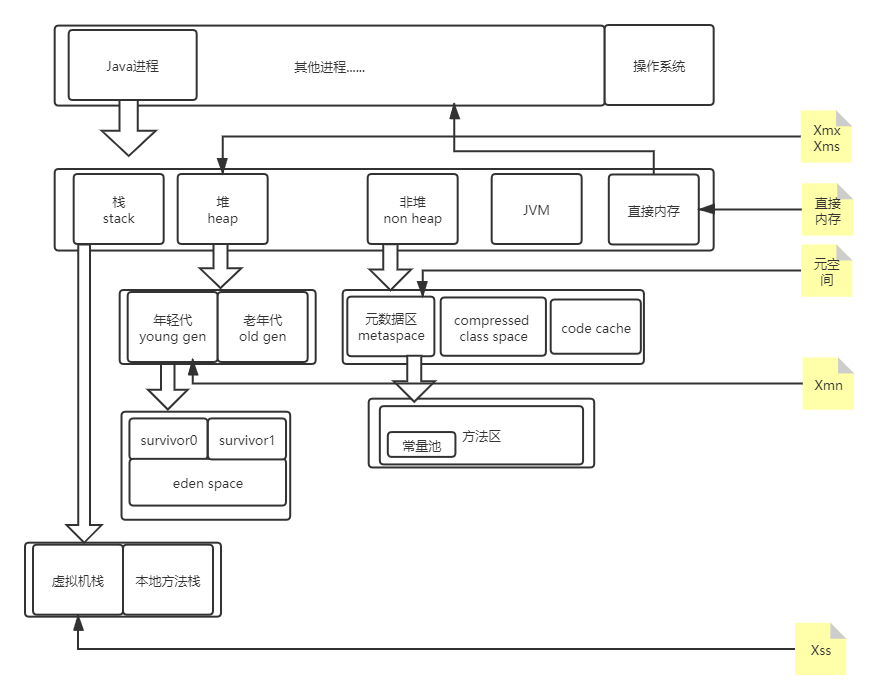 Java进程
其他进程......
操作系统
Xmx
Xms
栈
stack
堆
heap
非堆
non heap
JVM
直接内存
直接
内存
元空
间
年轻代
young gen
老年代
old gen
元数据区
metaspace
compressed
class space
code cache
Xmn
survivor0
survivor1
eden space
常量池
方法区
虚拟机栈
本地方法栈
Xss